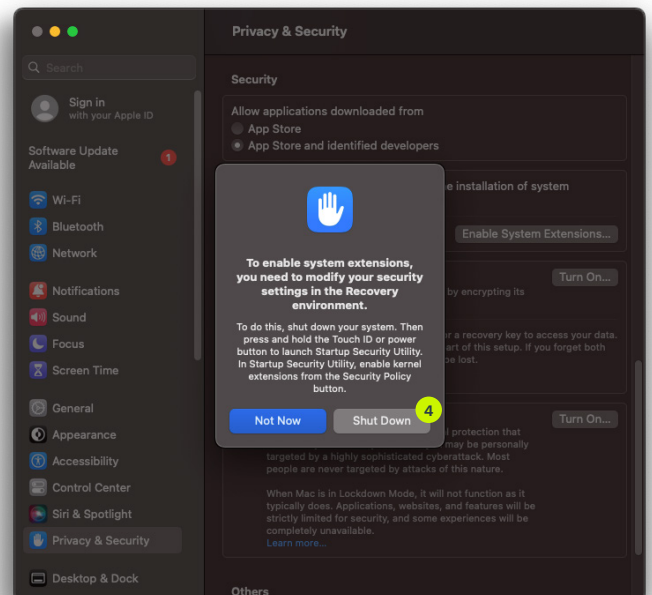 Privacy & Security
Search
Sign in
with your Apple ID
Software Update
Available
1
Wi-Fi
Bluetooth
Network
Notifications
Sound
Focus
Screen Time
General
Appearance
Accessibility
Control Center
Siri & Spotlight
Privacy & Security
Desktop & Dock
Security
Allow applications downloaded from
App Store
App Store and identified developers
e installation of system
Enable System Extensions...
Turn On...
by encrypting its
r a recovery key to access your data.
art of this setup. If you forget both
be lost.
Turn On...
l protection that
may be personally
targeted by a highly sophisticated cyberattack. Most
people are never targeted by attacks of this nature.
When Mac is in Lockdown Mode, it will not function as it
typically does. Applications, websites, and features will be
strictly limited for security, and some experiences will be
completely unavailable.
Learn more...
Others
To enable system extensions,
you need to modify your security
settings in the Recovery
environment.
To do this, shut down your system. Then
press and hold the Touch ID or power
button to launch Startup Security Utility.
In Startup Security Utility, enable kernel
extensions from the Security Policy
button.
Not Now
Shut Down
4